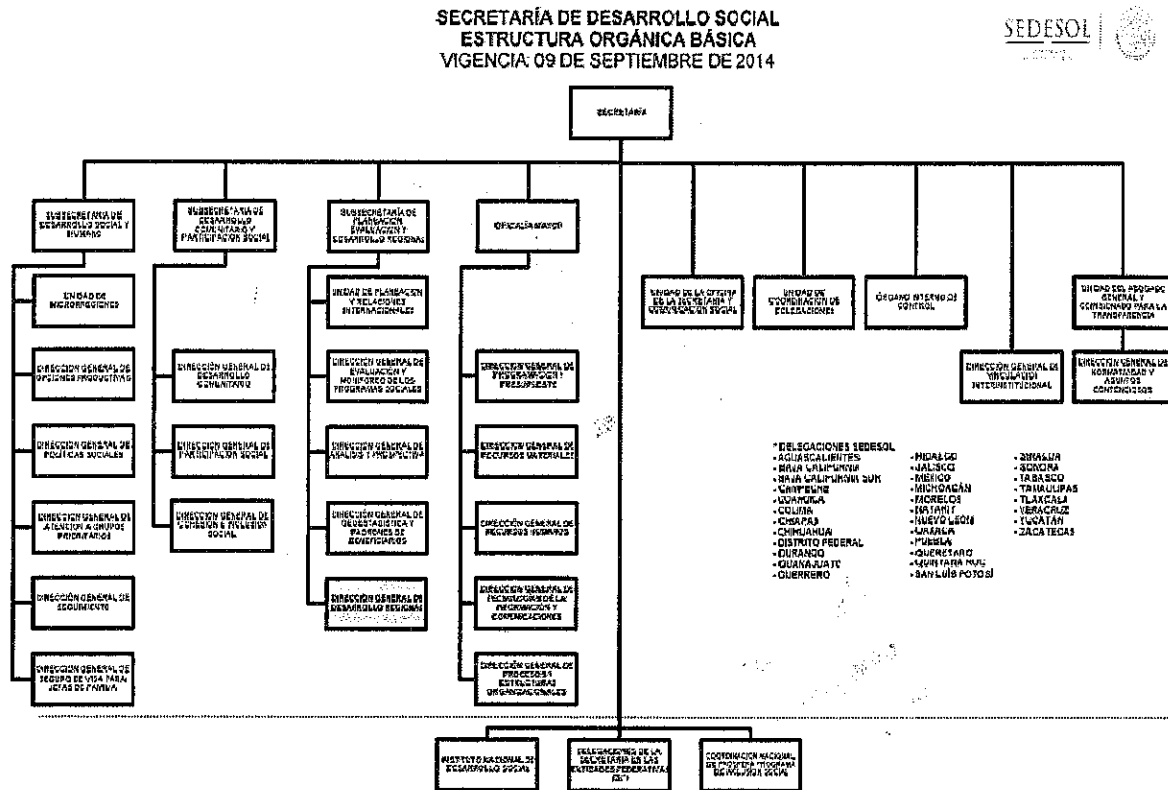 SECRETARÍA DE DESARROLLO SOCIAL
ESTRUCTURA ORGÁNICA BÁSICA
VIGENCIA: 09 DE SEPTIEMBRE DE 2014
SEDESOL
SECRETARÍA
SUBSECRETARÍA DE
DESARROLLO SOCIAL Y
HUMANO
SUBSECRETARÍA DE
DESARROLLO
COMUNITARIO Y
PARTICIPACIÓN SOCIAL
SUBSECRETARÍA DE
PLANEACIÓN
EVALUACIÓN Y
DESARROLLO REGIONAL
OFICIALÍA MAYOR
UNIDAD DE
MICRORREGIONES
UNIDAD DE PLANEACIÓN
Y RELACIONES
INTERNACIONALES
UNIDAD DE LA OFICINA
DE LA SECRETARÍA Y
COMUNICACIÓN SOCIAL
UNIDAD DE
COORDINACIÓN DE
DELEGACIONES
ÓRGANO INTERNO DE
CONTROL
UNIDAD DEL ABOGADO
GENERAL Y
COMISIONADO PARA LA
TRANSPARENCIA
DIRECCIÓN GENERAL DE
OPCIONES PRODUCTIVAS
DIRECCIÓN GENERAL DE
DESARROLLO
COMUNITARIO
DIRECCIÓN GENERAL DE
EVALUACIÓN Y
MONITOREO DE LOS
PROGRAMAS SOCIALES
DIRECCIÓN GENERAL DE
PROGRAMACIÓN Y
PRESUPUESTO
DIRECCIÓN GENERAL DE
VINCULACIÓN
INTERINSTITUCIONAL
DIRECCIÓN GENERAL DE
NORMATIVIDAD Y
ASUNTOS
CONTENCIOSOS
DIRECCIÓN GENERAL DE
POLÍTICAS SOCIALES
DIRECCIÓN GENERAL DE
PARTICIPACIÓN SOCIAL
DIRECCIÓN GENERAL DE
ANÁLISIS Y PROSPECTIVA
DIRECCIÓN GENERAL DE
RECURSOS MATERIALES
DIRECCIÓN GENERAL DE
ATENCIÓN A GRUPOS
PRIORITARIOS
DIRECCIÓN GENERAL DE
COHESIÓN E INCLUSIÓN
SOCIAL
DIRECCIÓN GENERAL DE
GEOESTADÍSTICA Y
PADRONES DE
BENEFICIARIOS
DIRECCIÓN GENERAL DE
RECURSOS HUMANOS
DIRECCIÓN GENERAL DE
SEGUIMIENTO
DIRECCIÓN GENERAL DE
DESARROLLO REGIONAL
DIRECCIÓN GENERAL DE
TECNOLOGÍAS DE LA
INFORMACIÓN Y
COMUNICACIONES
DIRECCIÓN GENERAL DE
SEGURO DE VIDA PARA
JEFAS DE FAMILIA
DIRECCIÓN GENERAL DE
PROCESOS Y
ESTRUCTURAS
ORGANIZACIONALES
*DELEGACIONES SEDESOL
- AGUASCALIENTES
- BAJA CALIFORNIA
- BAJA CALIFORNIA SUR
- CAMPECHE
- COAHUILA
- COLIMA
- CHIAPAS
- CHIHUAHUA
- DISTRITO FEDERAL
- DURANGO
- GUANAJUATO
- GUERRERO
- HIDALGO
- JALISCO
- MÉXICO
- MICHOACÁN
- MORELOS
- NAYARIT
- NUEVO LEÓN
- OAXACA
- PUEBLA
- QUERÉTARO
- QUINTANA ROO
- SAN LUÍS POTOSÍ
- SINALOA
- SONORA
- TABASCO
- TAMAULIPAS
- TLAXCALA
- VERACRUZ
- YUCATÁN
- ZACATECAS
INSTITUTO NACIONAL DE
DESARROLLO SOCIAL
DELEGACIONES DE LA
SECRETARÍA EN LAS
ENTIDADES FEDERATIVAS
COORDINACIÓN NACIONAL
DE PROSPERA PROGRAMA
DE INCLUSIÓN SOCIAL